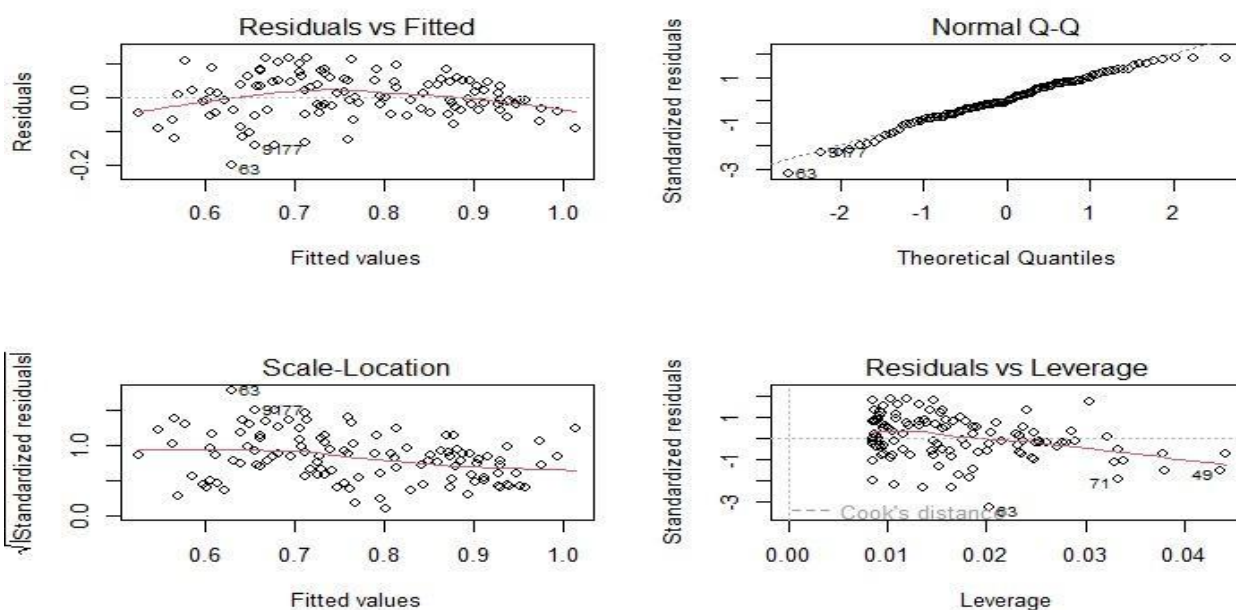 Residuals vs Fitted
Residuals
0.0
-0.2
9177
63
0.6 0.7 0.8 0.9 1.0
Fitted values
Normal Q-Q
Standardized residuals
1
-1
-3
9177
63
-2 -1 0 1 2
Theoretical Quantiles
Scale-Location
√|Standardized residuals|
1.0
0.0
63
9177
0.6 0.7 0.8 0.9 1.0
Fitted values
Residuals vs Leverage
Standardized residuals
1
-1
-3
71
49
Cook's distance
63
0.00 0.01 0.02 0.03 0.04
Leverage